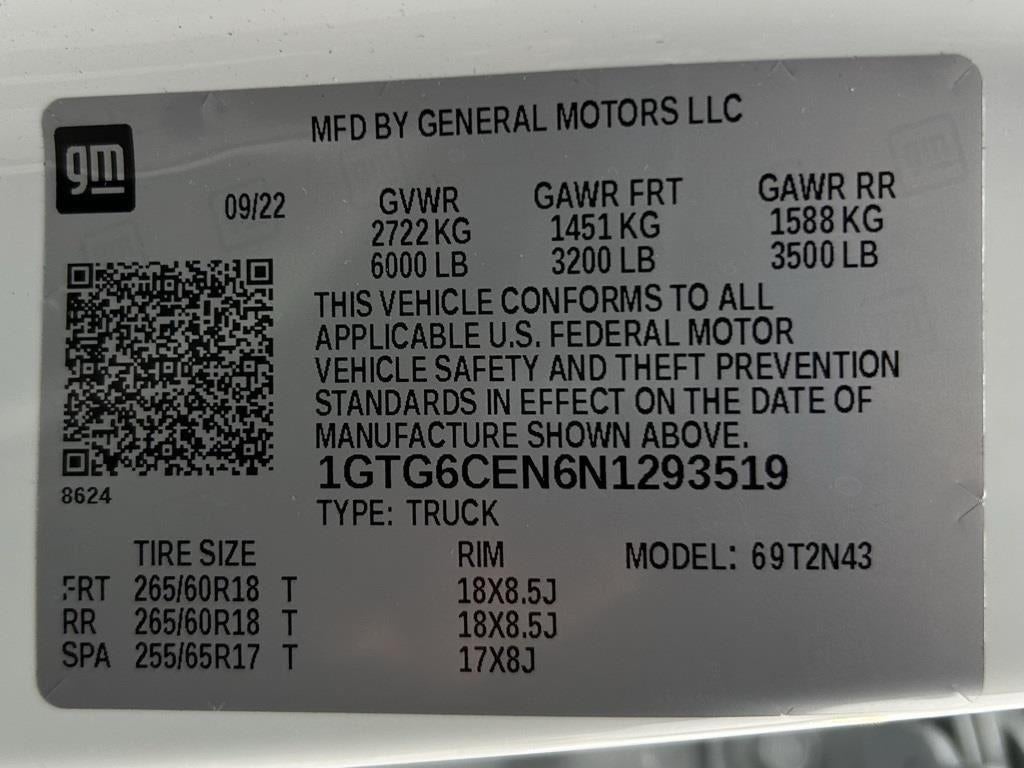 MFD BY GENERAL MOTORS LLC
gm
09/22 GVWR GAWR FRT GAWR RR
2722 KG 1451 KG 1588 KG
6000 LB 3200 LB 3500 LB
THIS VEHICLE CONFORMS TO ALL
APPLICABLE U.S. FEDERAL MOTOR
VEHICLE SAFETY AND THEFT PREVENTION
STANDARDS IN EFFECT ON THE DATE OF
MANUFACTURE SHOWN ABOVE.
1GTG6CEN6N1293519
8624
TYPE: TRUCK
TIRE SIZE RIM MODEL: 69T2N43
FRT 265/60R18 T 18X8.5J
RR 265/60R18 T 18X8.5J
SPA 255/65R17 T 17X8J